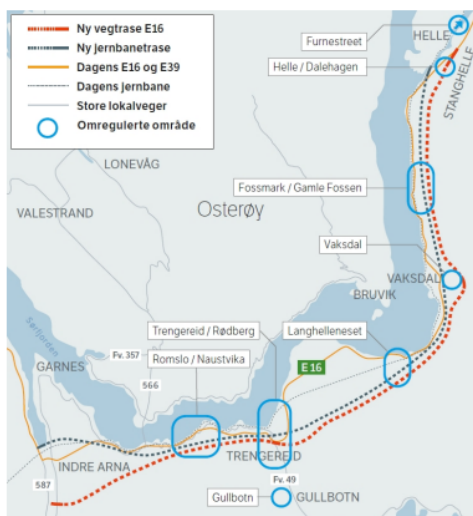 Ny vegtrase E16
Ny jernbanetrase
Dagens E16 og E39
Dagens jernbane
Store lokalveger
Omregulerte område
Furnestreet
HELLE
Helle / Dalehagen
STANGHELLE
LONEVÅG
Fossmark / Gamle Fossen
VALESTRAND
Osterøy
Vaksdal
VAKSDAL
BRUVIK
Trengereid / Rødberg
Langhelleneset
Sørfjorden
Fv. 357
Romslo / Naustvika
E 16
GARNES
566
INDRE ARNA
TRENGEREID
587
Fv. 49
Gullbotn
GULLBOTN